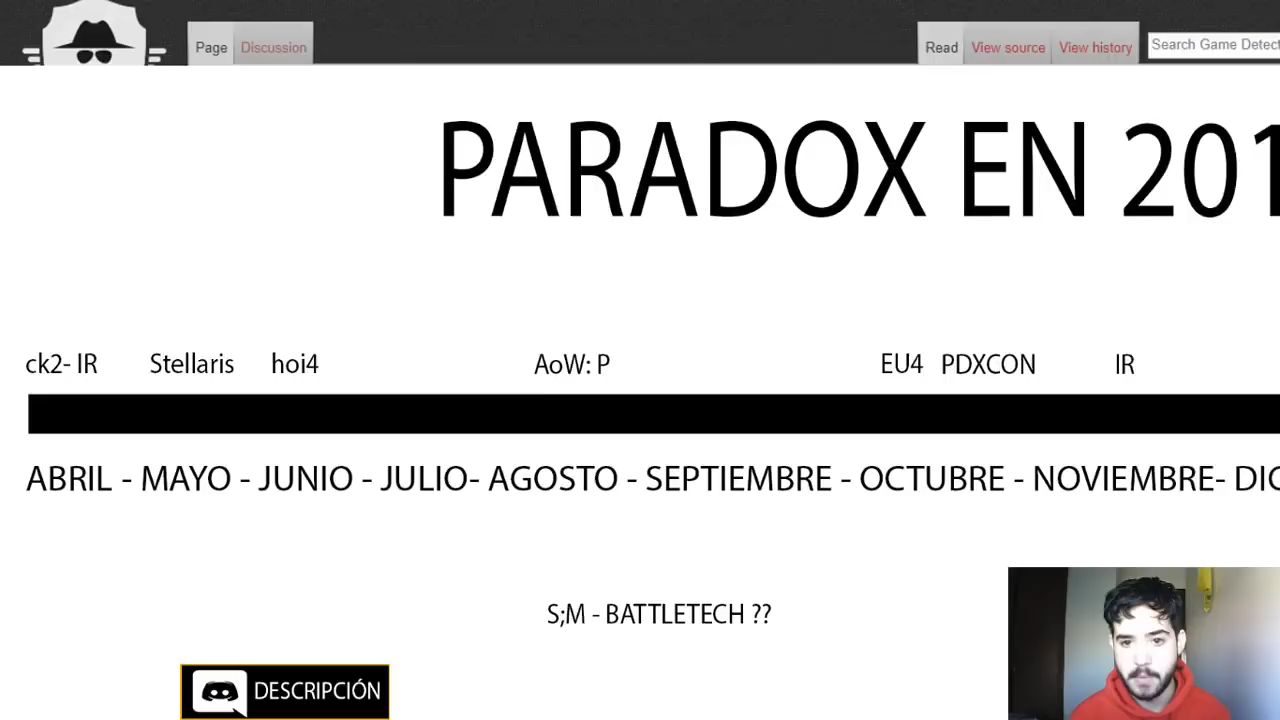 Page Discussion Read View source View history Search Game Detect
PARADOX EN 201
ck2- IR Stellaris hoi4 AoW: P EU4 PDXCON IR
ABRIL - MAYO - JUNIO - JULIO- AGOSTO - SEPTIEMBRE - OCTUBRE - NOVIEMBRE- DIC
S;M - BATTLETECH ??
DESCRIPCIÓN